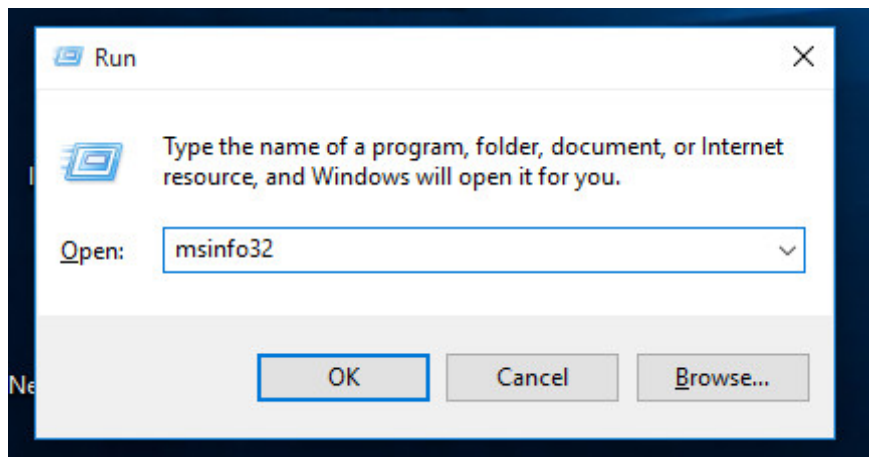 Run
Type the name of a program, folder, document, or Internet
resource, and Windows will open it for you.
Open: msinfo32
OK Cancel Browse...
Ne